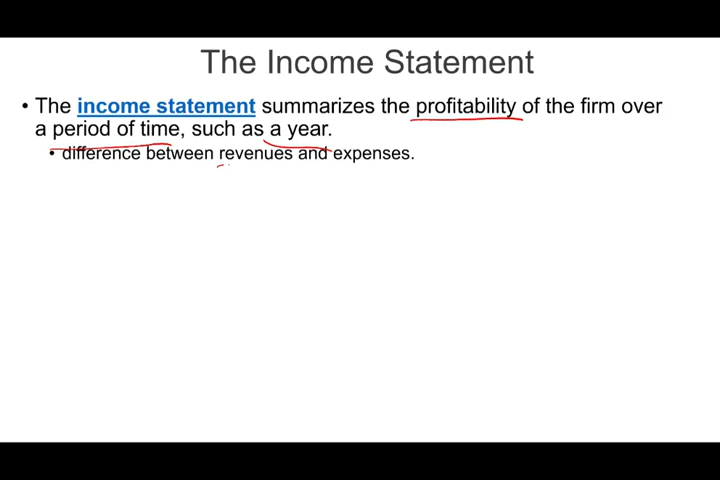 The Income Statement
• The income statement summarizes the profitability of the firm over
a period of time, such as a year.
• difference between revenues and expenses.